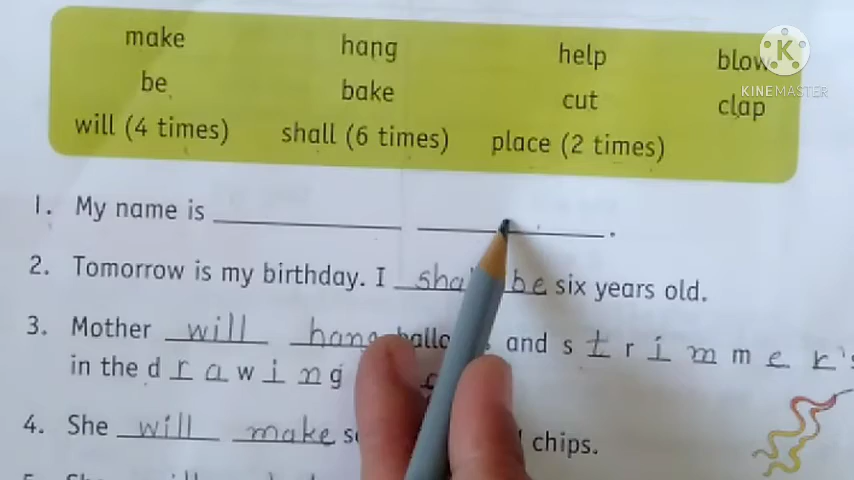 make hang help blow
be bake cut clap
will (4 times) shall (6 times) place (2 times)
KINEMASTER
1. My name is ____ ____.
2. Tomorrow is my birthday. I shall be six years old.
3. Mother will hang and s t r i m m e r's
in the d r a w i n g
4. She will make chips.